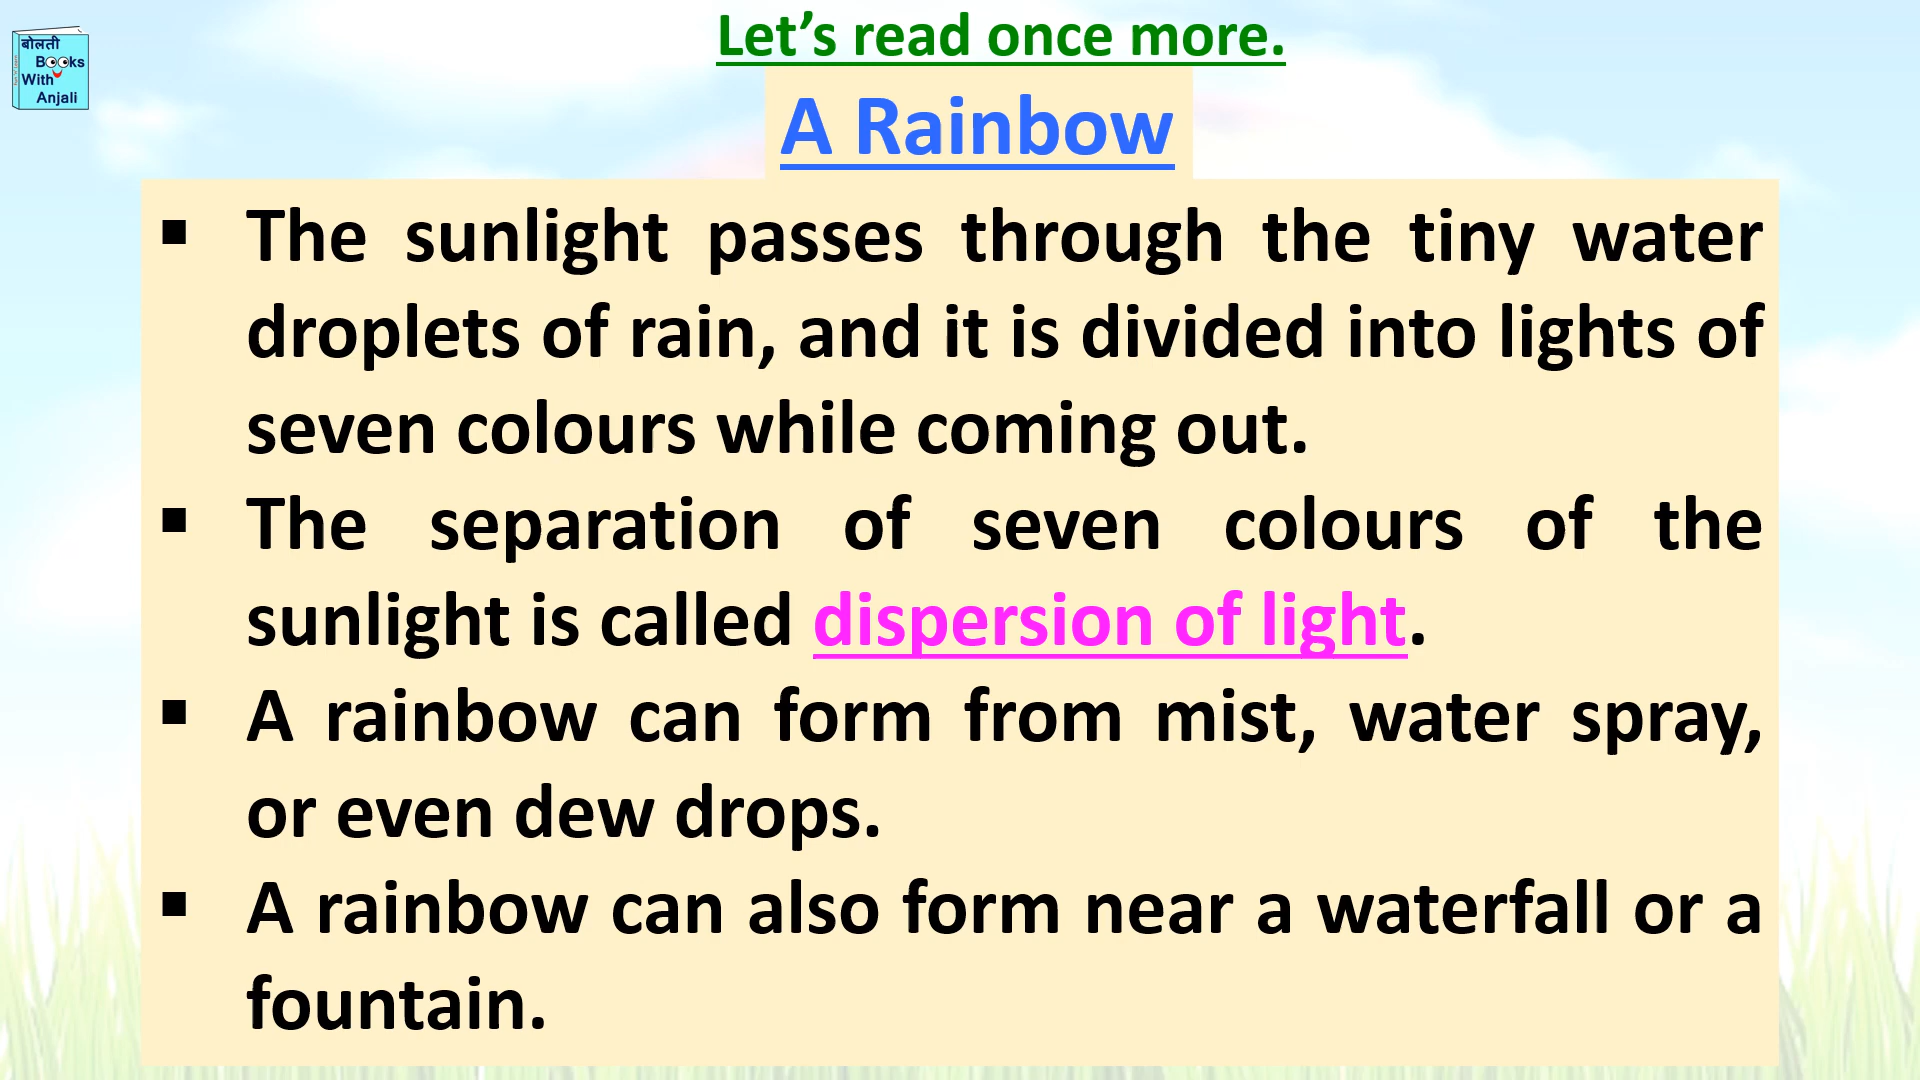 Let's read once more.
बोलती
Books
With
Anjali
A Rainbow
▪ The sunlight passes through the tiny water
droplets of rain, and it is divided into lights of
seven colours while coming out.
▪ The separation of seven colours of the
sunlight is called dispersion of light.
▪ A rainbow can form from mist, water spray,
or even dew drops.
▪ A rainbow can also form near a waterfall or a
fountain.